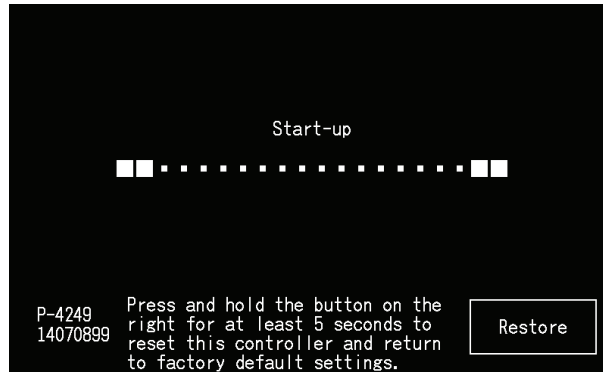 Start-up
P-4249
14070899
Press and hold the button on the
right for at least 5 seconds to
reset this controller and return
to factory default settings.
Restore